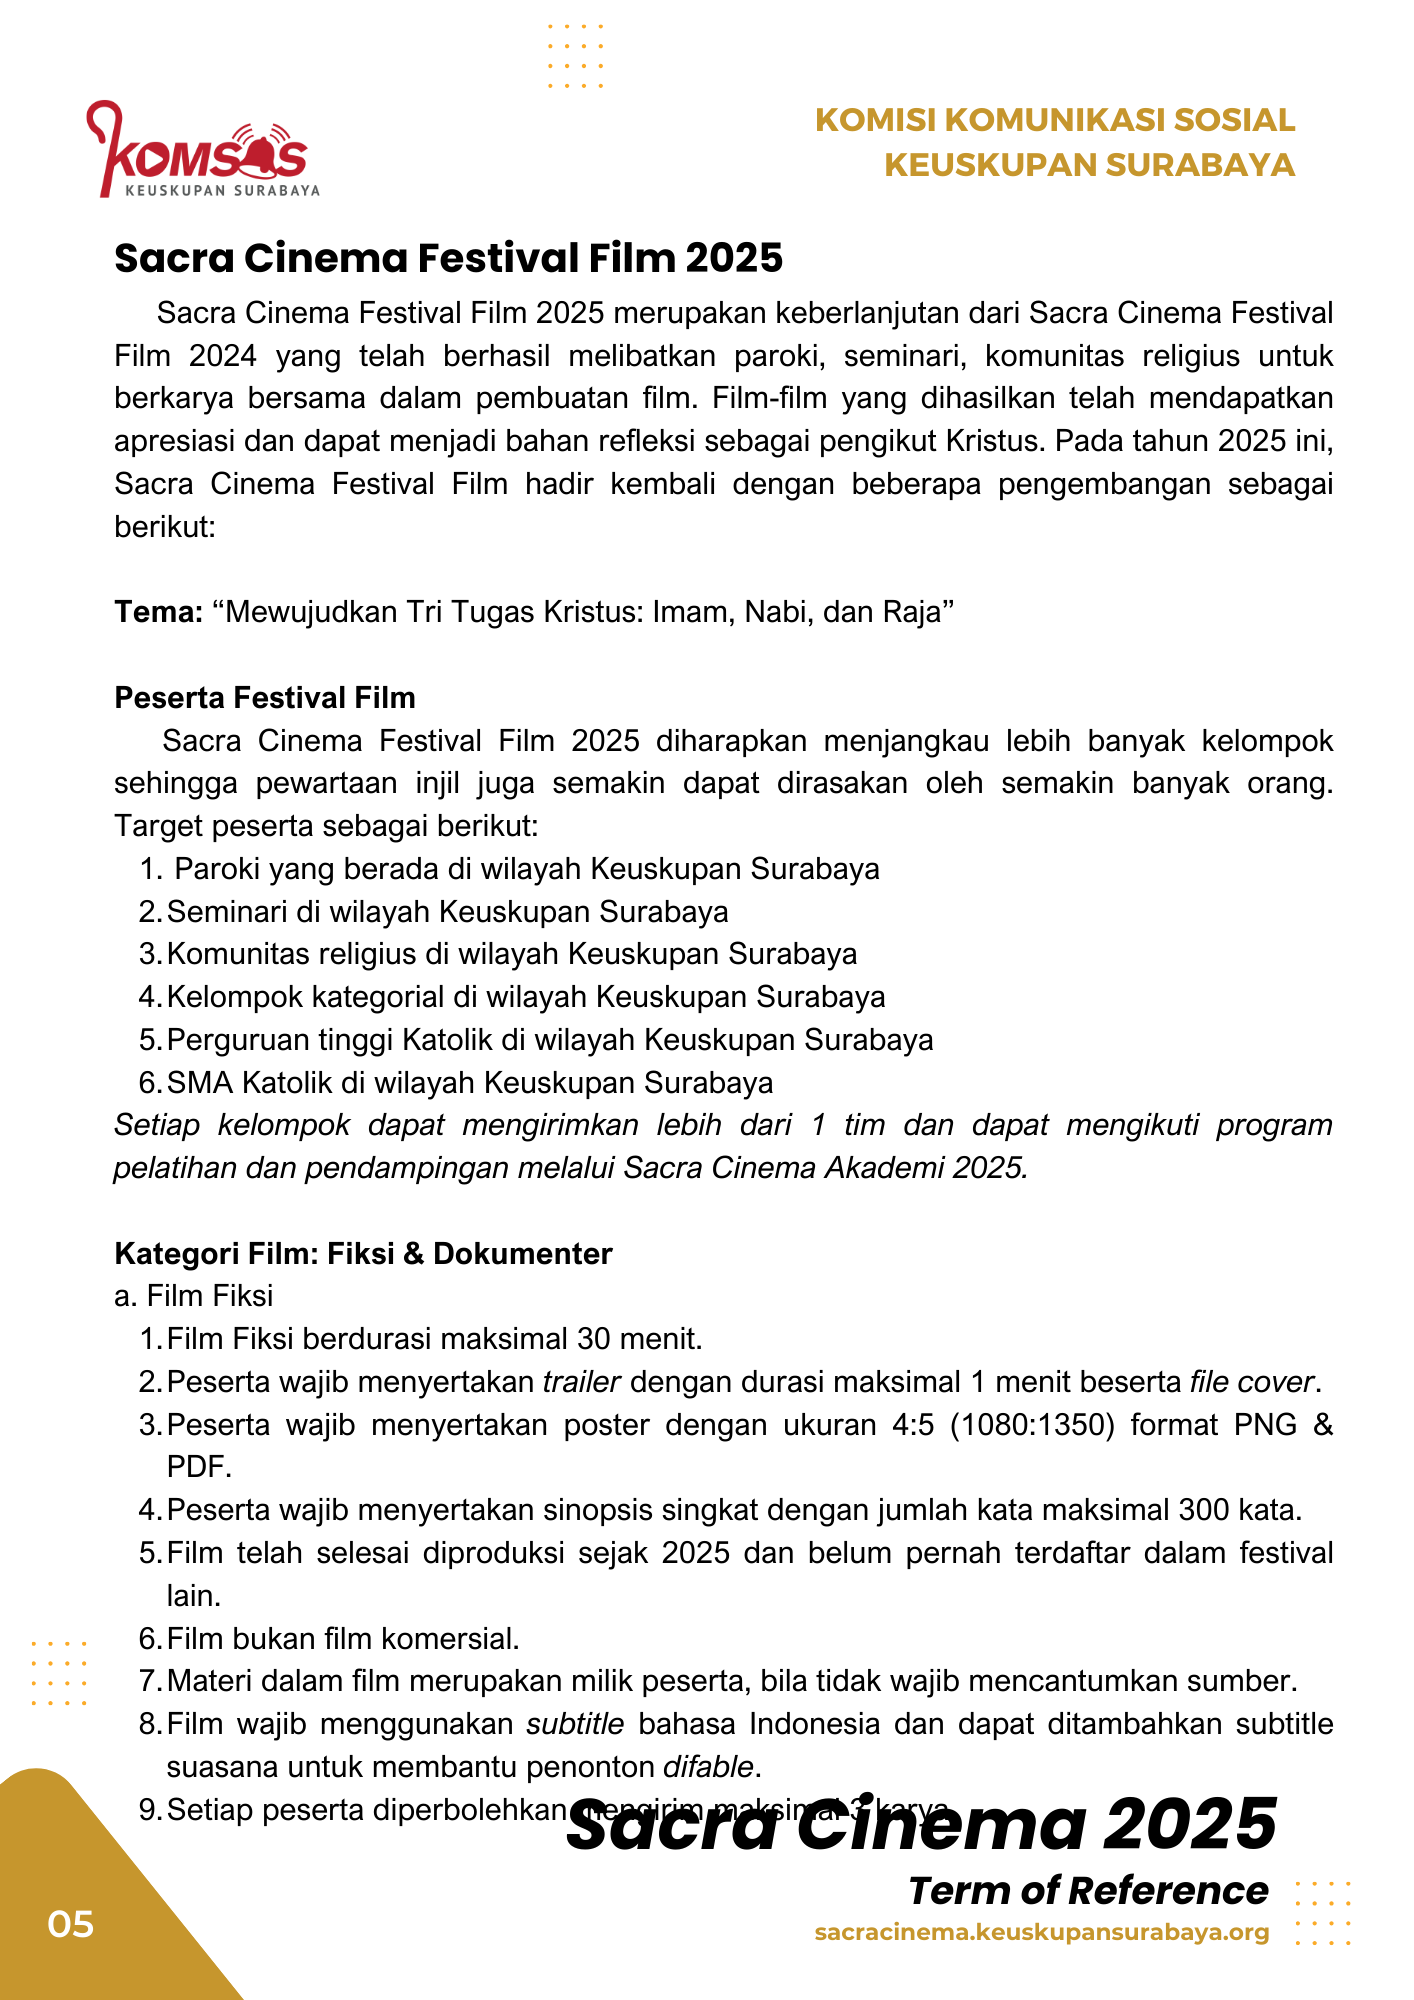 KOMSOS
KEUSKUPAN SURABAYA
KOMISI KOMUNIKASI SOSIAL
KEUSKUPAN SURABAYA
Sacra Cinema Festival Film 2025
Sacra Cinema Festival Film 2025 merupakan keberlanjutan dari Sacra Cinema Festival
Film 2024 yang telah berhasil melibatkan paroki, seminari, komunitas religius untuk
berkarya bersama dalam pembuatan film. Film-film yang dihasilkan telah mendapatkan
apresiasi dan dapat menjadi bahan refleksi sebagai pengikut Kristus. Pada tahun 2025 ini,
Sacra Cinema Festival Film hadir kembali dengan beberapa pengembangan sebagai
berikut:
Tema: “Mewujudkan Tri Tugas Kristus: Imam, Nabi, dan Raja”
Peserta Festival Film
Sacra Cinema Festival Film 2025 diharapkan menjangkau lebih banyak kelompok
sehingga pewartaan injil juga semakin dapat dirasakan oleh semakin banyak orang.
Target peserta sebagai berikut:
1. Paroki yang berada di wilayah Keuskupan Surabaya
2. Seminari di wilayah Keuskupan Surabaya
3. Komunitas religius di wilayah Keuskupan Surabaya
4. Kelompok kategorial di wilayah Keuskupan Surabaya
5. Perguruan tinggi Katolik di wilayah Keuskupan Surabaya
6. SMA Katolik di wilayah Keuskupan Surabaya
Setiap kelompok dapat mengirimkan lebih dari 1 tim dan dapat mengikuti program
pelatihan dan pendampingan melalui Sacra Cinema Akademi 2025.
Kategori Film: Fiksi & Dokumenter
a. Film Fiksi
1. Film Fiksi berdurasi maksimal 30 menit.
2. Peserta wajib menyertakan trailer dengan durasi maksimal 1 menit beserta file cover.
3. Peserta wajib menyertakan poster dengan ukuran 4:5 (1080:1350) format PNG &
PDF.
4. Peserta wajib menyertakan sinopsis singkat dengan jumlah kata maksimal 300 kata.
5. Film telah selesai diproduksi sejak 2025 dan belum pernah terdaftar dalam festival
lain.
6. Film bukan film komersial.
7. Materi dalam film merupakan milik peserta, bila tidak wajib mencantumkan sumber.
8. Film wajib menggunakan subtitle bahasa Indonesia dan dapat ditambahkan subtitle
suasana untuk membantu penonton difable.
9. Setiap peserta diperbolehkan mengirim maksimal 3 karya
Sacra Cinema 2025
Term of Reference
sacracinema.keuskupansurabaya.org
05